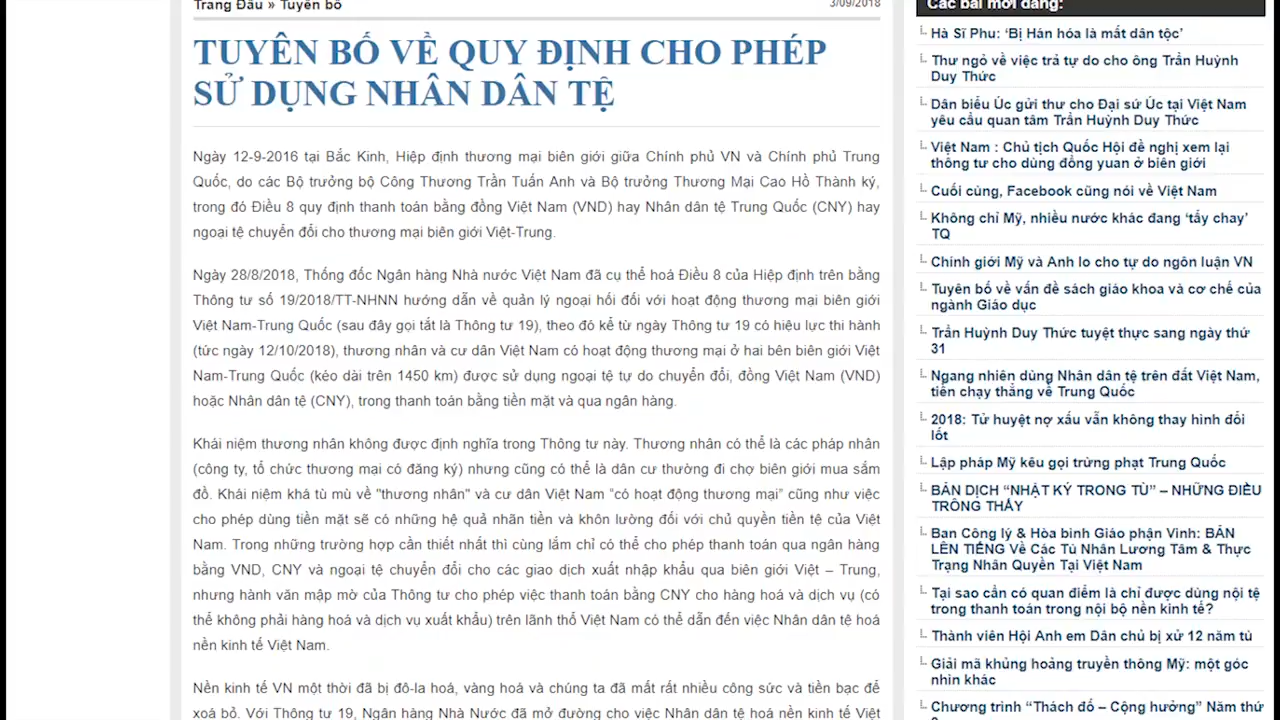 Trang Đầu » Tuyên bố
3/09/2018
TUYÊN BỐ VỀ QUY ĐỊNH CHO PHÉP
SỬ DỤNG NHÂN DÂN TỆ
Ngày 12-9-2016 tại Bắc Kinh, Hiệp định thương mại biên giới giữa Chính phủ VN và Chính phủ Trung
Quốc, do các Bộ trưởng bộ Công Thương Trần Tuấn Anh và Bộ trưởng Thương Mại Cao Hồ Thành ký,
trong đó Điều 8 quy định thanh toán bằng đồng Việt Nam (VND) hay Nhân dân tệ Trung Quốc (CNY) hay
ngoại tệ chuyển đổi cho thương mại biên giới Việt-Trung.
Ngày 28/8/2018, Thống đốc Ngân hàng Nhà nước Việt Nam đã cụ thể hoá Điều 8 của Hiệp định trên bằng
Thông tư số 19/2018/TT-NHNN hướng dẫn về quản lý ngoại hối đối với hoạt động thương mại biên giới
Việt Nam-Trung Quốc (sau đây gọi tắt là Thông tư 19), theo đó kể từ ngày Thông tư 19 có hiệu lực thi hành
(tức ngày 12/10/2018), thương nhân và cư dân Việt Nam có hoạt động thương mại ở hai bên biên giới Việt
Nam-Trung Quốc (kéo dài trên 1450 km) được sử dụng ngoại tệ tự do chuyển đổi, đồng Việt Nam (VND)
hoặc Nhân dân tệ (CNY), trong thanh toán bằng tiền mặt và qua ngân hàng.
Khái niệm thương nhân không được định nghĩa trong Thông tư này. Thương nhân có thể là các pháp nhân
(công ty, tổ chức thương mại có đăng ký) nhưng cũng có thể là dân cư thường đi chợ biên giới mua sắm
đồ. Khái niệm khá tù mù về "thương nhân" và cư dân Việt Nam "có hoạt động thương mại" cũng như việc
cho phép dùng tiền mặt sẽ có những hệ quả nhãn tiền và khôn lường đối với chủ quyền tiền tệ của Việt
Nam. Trong những trường hợp cần thiết nhất thì cùng lắm chỉ có thể cho phép thanh toán qua ngân hàng
bằng VND, CNY và ngoại tệ chuyển đổi cho các giao dịch xuất nhập khẩu qua biên giới Việt – Trung,
nhưng hành văn mập mờ của Thông tư cho phép việc thanh toán bằng CNY cho hàng hoá và dịch vụ (có
thể không phải hàng hoá và dịch vụ xuất khẩu) trên lãnh thổ Việt Nam có thể dẫn đến việc Nhân dân tệ hoá
nền kinh tế Việt Nam.
Nền kinh tế VN một thời đã bị đô-la hoá, vàng hoá và chúng ta đã mất rất nhiều công sức và tiền bạc để
xoá bỏ. Với Thông tư 19, Ngân hàng Nhà Nước đã mở đường cho việc Nhân dân tệ hoá nền kinh tế Việt
Các bài mới đăng:
Hà Sĩ Phu: ‘Bị Hán hóa là mất dân tộc’
Thư ngỏ về việc trả tự do cho ông Trần Huỳnh
Duy Thức
Dân biểu Úc gửi thư cho Đại sứ Úc tại Việt Nam
yêu cầu quan tâm Trần Huỳnh Duy Thức
Việt Nam : Chủ tịch Quốc Hội đề nghị xem lại
thông tư cho dùng đồng yuan ở biên giới
Cuối cùng, Facebook cũng nói về Việt Nam
Không chỉ Mỹ, nhiều nước khác đang ‘tẩy chay’
TQ
Chính giới Mỹ và Anh lo cho tự do ngôn luận VN
Tuyên bố về vấn đề sách giáo khoa và cơ chế của
ngành Giáo dục
Trần Huỳnh Duy Thức tuyệt thực sang ngày thứ
31
Ngang nhiên dùng Nhân dân tệ trên đất Việt Nam,
tiền chạy thẳng về Trung Quốc
2018: Tử huyệt nợ xấu vẫn không thay hình đổi
lốt
Lập pháp Mỹ kêu gọi trừng phạt Trung Quốc
BẢN DỊCH “NHẬT KÝ TRONG TÙ” – NHỮNG ĐIỀU
TRÔNG THẤY
Ban Công lý & Hòa bình Giáo phận Vinh: BẢN
LÊN TIẾNG Về Các Tù Nhân Lương Tâm & Thực
Trạng Nhân Quyền Tại Việt Nam
Tại sao cần có quan điểm là chỉ được dùng nội tệ
trong thanh toán trong nội bộ nền kinh tế?
Thành viên Hội Anh em Dân chủ bị xử 12 năm tù
Giải mã khủng hoảng truyền thông Mỹ: một góc
nhìn khác
Chương trình “Thách đố – Cộng hưởng” Năm thứ